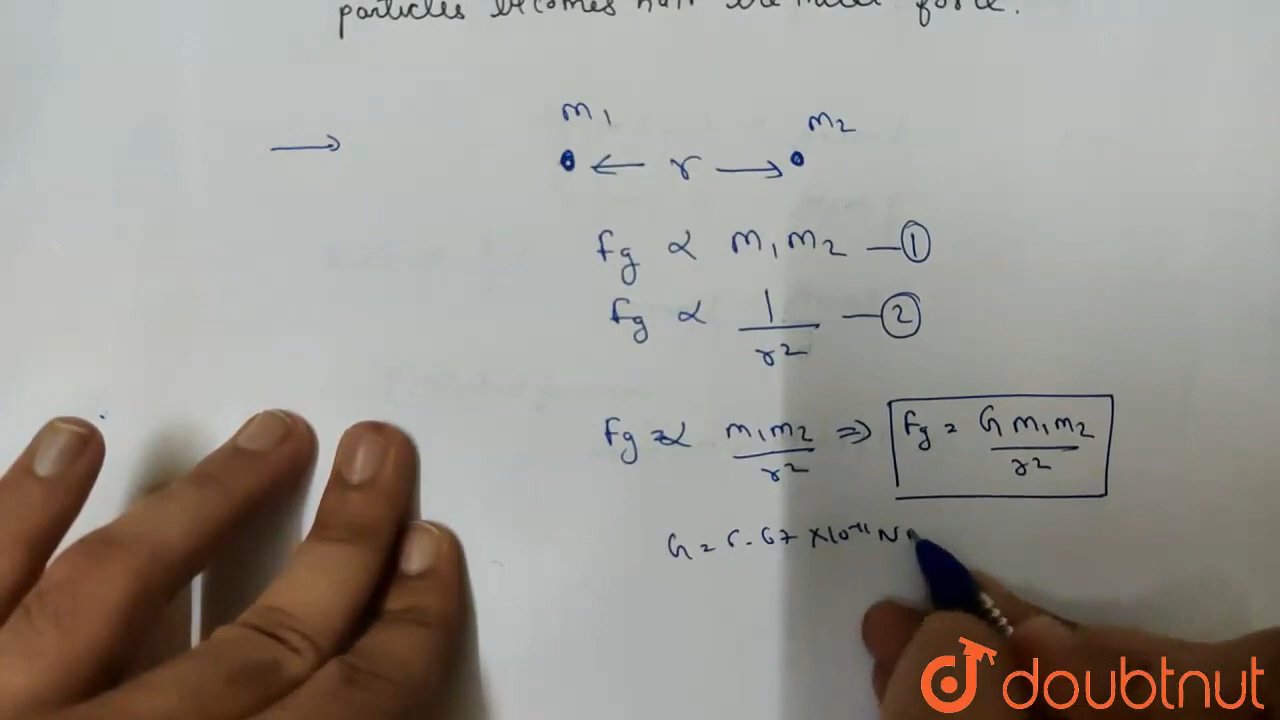 particles becomes half the initial force.
m1
m2
← r →
Fg ∝ m1m2 —①
Fg ∝ 1/r² —②
Fg ∝ m1m2/r² ⇒ Fg = G m1m2/r²
G = 6.67 × 10⁻¹¹ N
doubtnut